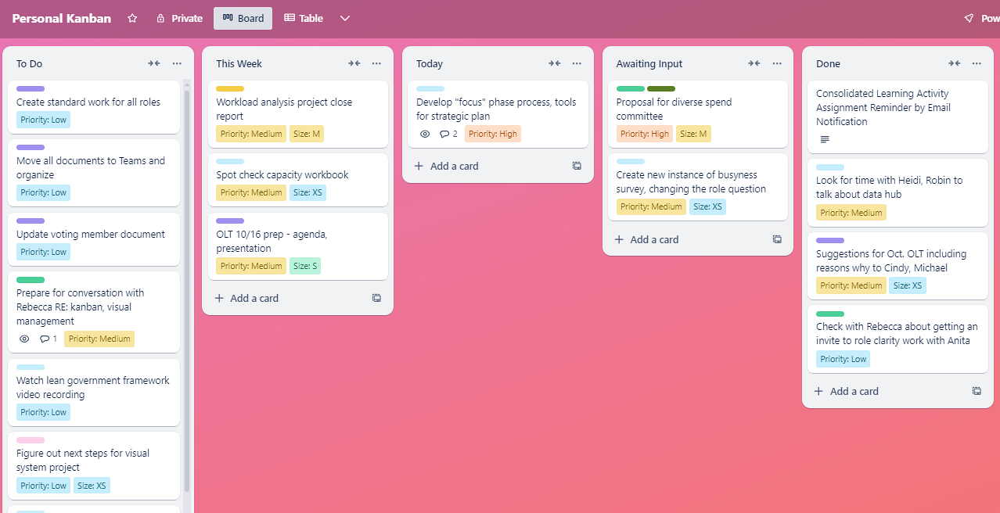 Personal Kanban Private Board Table
To Do
Create standard work for all roles
Priority: Low
Move all documents to Teams and
organize
Priority: Low
Update voting member document
Priority: Low
Prepare for conversation with
Rebecca RE: kanban, visual
management
1 Priority: Medium
Watch lean government framework
video recording
Priority: Low
Figure out next steps for visual
system project
Priority: Low Size: XS
This Week
Workload analysis project close
report
Priority: Medium Size: M
Spot check capacity workbook
Priority: Medium Size: XS
OLT 10/16 prep - agenda,
presentation
Priority: Medium Size: S
+ Add a card
Today
Develop "focus" phase process, tools
for strategic plan
2 Priority: High
+ Add a card
Awaiting Input
Proposal for diverse spend
committee
Priority: High Size: M
Create new instance of busyness
survey, changing the role question
Priority: Medium Size: XS
+ Add a card
Done
Consolidated Learning Activity
Assignment Reminder by Email
Notification
Look for time with Heidi, Robin to
talk about data hub
Priority: Medium
Suggestions for Oct. OLT including
reasons why to Cindy, Michael
Priority: Medium Size: XS
Check with Rebecca about getting an
invite to role clarity work with Anita
Priority: Low
+ Add a card